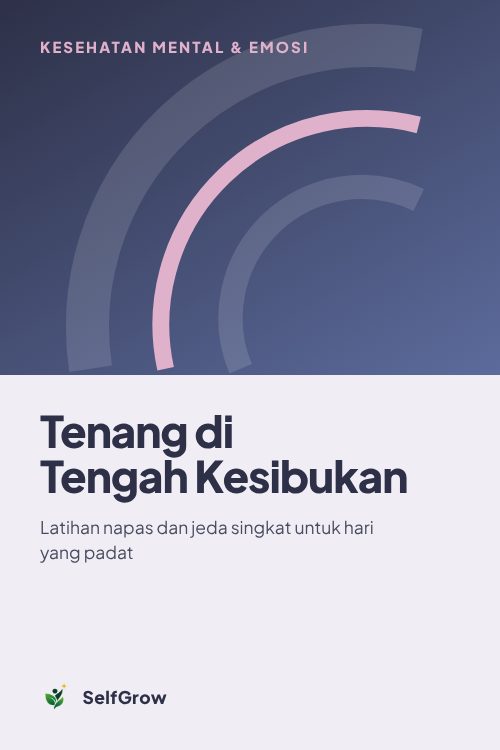 KESEHATAN MENTAL & EMOSI
Tenang di
Tengah Kesibukan
Latihan napas dan jeda singkat untuk hari
yang padat
SelfGrow